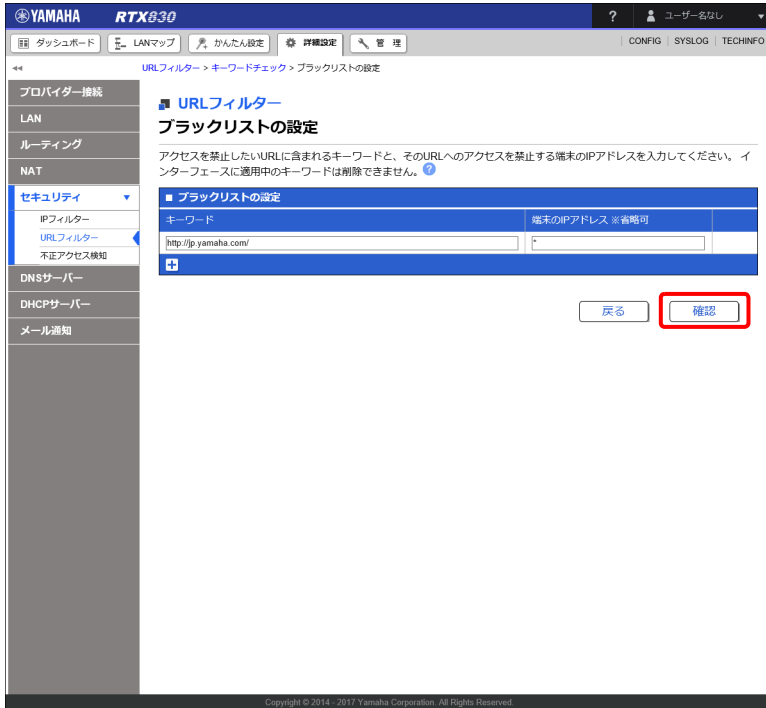 YAMAHA RTX830 ? ユーザー名なし
ダッシュボード LANマップ かんたん設定 詳細設定 管 理 CONFIG SYSLOG TECHINFO
URLフィルター > キーワードチェック > ブラックリストの設定
プロバイダー接続
LAN
ルーティング
NAT
セキュリティ
IPフィルター
URLフィルター
不正アクセス検知
DNSサーバー
DHCPサーバー
メール通知
URLフィルター
ブラックリストの設定
アクセスを禁止したいURLに含まれるキーワードと、そのURLへのアクセスを禁止する端末のIPアドレスを入力してください。 イ
ンターフェースに適用中のキーワードは削除できません。 ?
ブラックリストの設定
キーワード 端末のIPアドレス ※省略可
http://jp.yamaha.com/ *
+
戻る 確認
Copyright © 2014 - 2017 Yamaha Corporation. All Rights Reserved.